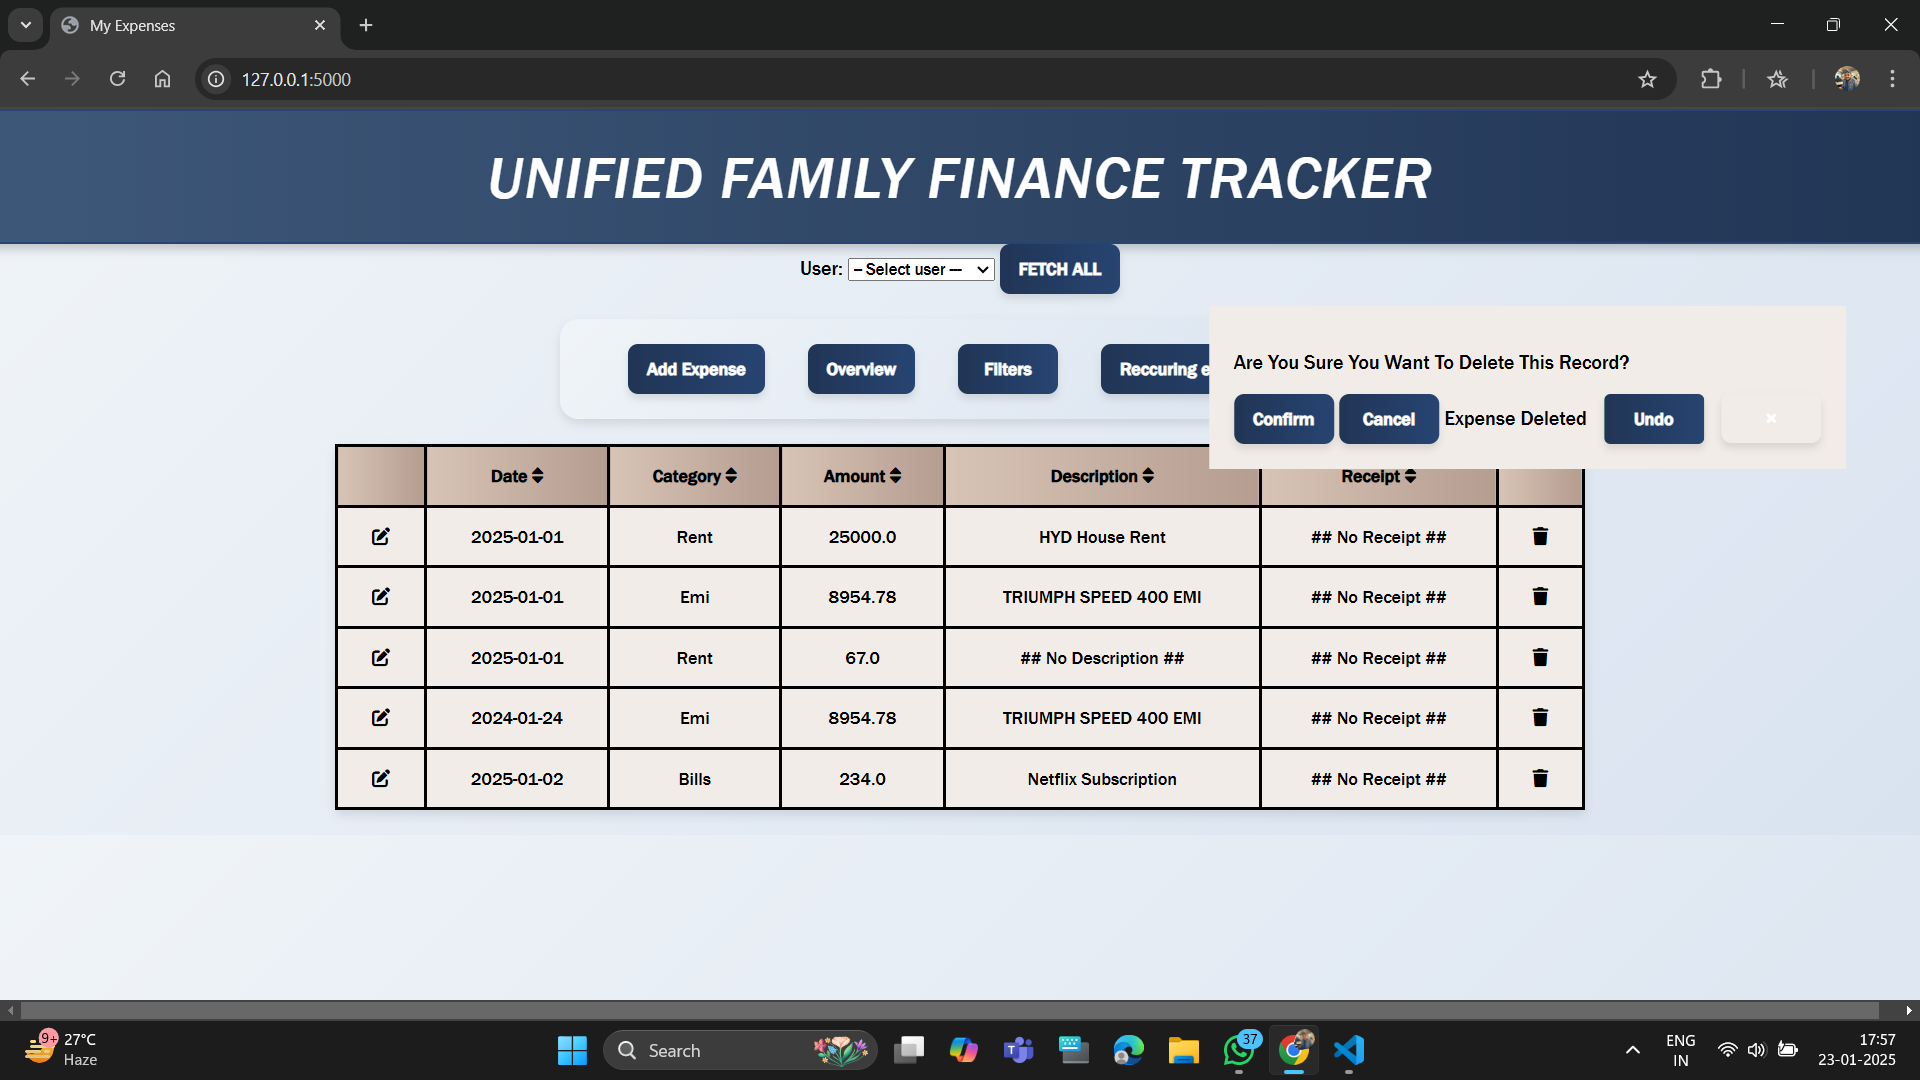 My Expenses
127.0.0.1:5000
UNIFIED FAMILY FINANCE TRACKER
User: -- Select user --- FETCH ALL
Add Expense Overview Filters Reccuring e
Are You Sure You Want To Delete This Record?
Confirm Cancel Expense Deleted Undo ×
Date Category Amount Description Receipt
2025-01-01 Rent 25000.0 HYD House Rent ## No Receipt ##
2025-01-01 Emi 8954.78 TRIUMPH SPEED 400 EMI ## No Receipt ##
2025-01-01 Rent 67.0 ## No Description ## ## No Receipt ##
2024-01-24 Emi 8954.78 TRIUMPH SPEED 400 EMI ## No Receipt ##
2025-01-02 Bills 234.0 Netflix Subscription ## No Receipt ##
9+ 27°C
Haze
Search
37
ENG
IN
17:57
23-01-2025